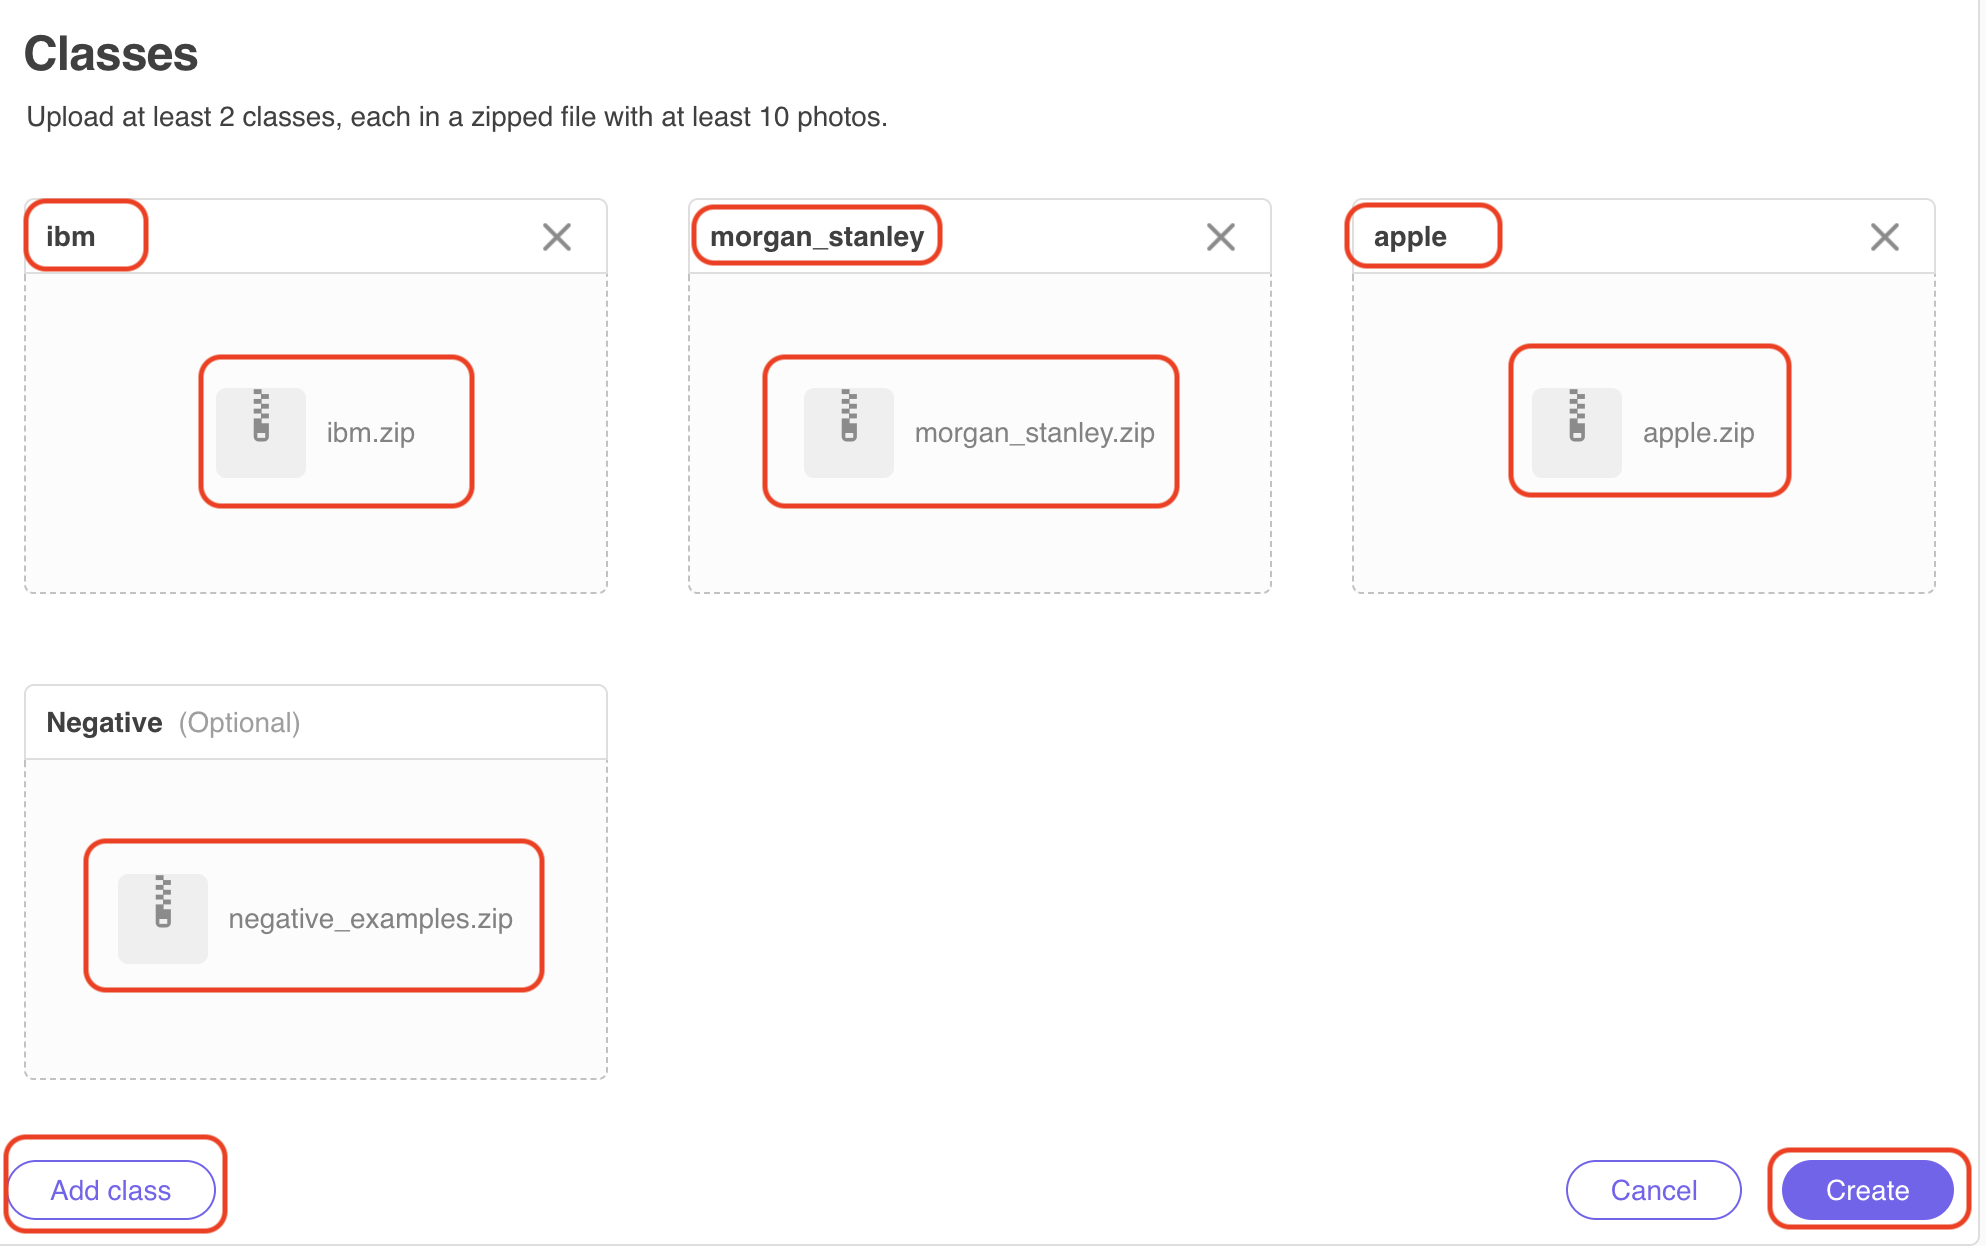 Classes
Upload at least 2 classes, each in a zipped file with at least 10 photos.
ibm
morgan_stanley
apple
ibm.zip
morgan_stanley.zip
apple.zip
Negative (Optional)
negative_examples.zip
Add class
Cancel
Create